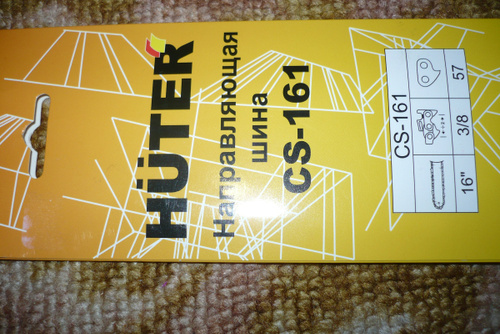 HÜTER
Направляющая
шина
CS-161
CS-161
57
3/8
16"